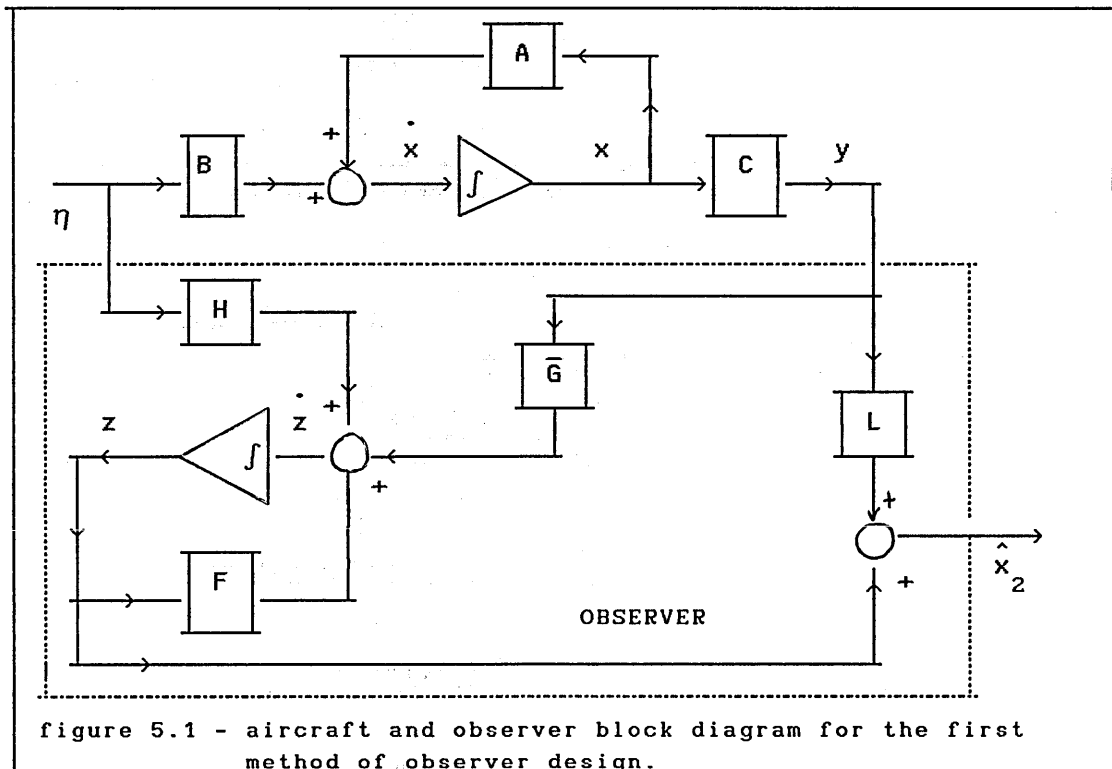 A
+
ẋ
x
B
C
y
+
∫
η
H
Ḡ
+
z
ż
L
∫
+
+
F
x̂₂
+
OBSERVER
figure 5.1 - aircraft and observer block diagram for the first
method of observer design.